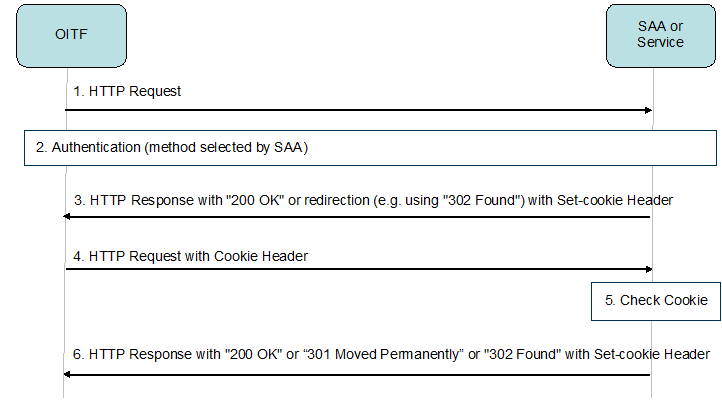 OITF
SAA or
Service
1. HTTP Request
2. Authentication (method selected by SAA)
3. HTTP Response with "200 OK" or redirection (e.g. using "302 Found") with Set-cookie Header
4. HTTP Request with Cookie Header
5. Check Cookie
6. HTTP Response with "200 OK" or “301 Moved Permanently” or "302 Found" with Set-cookie Header